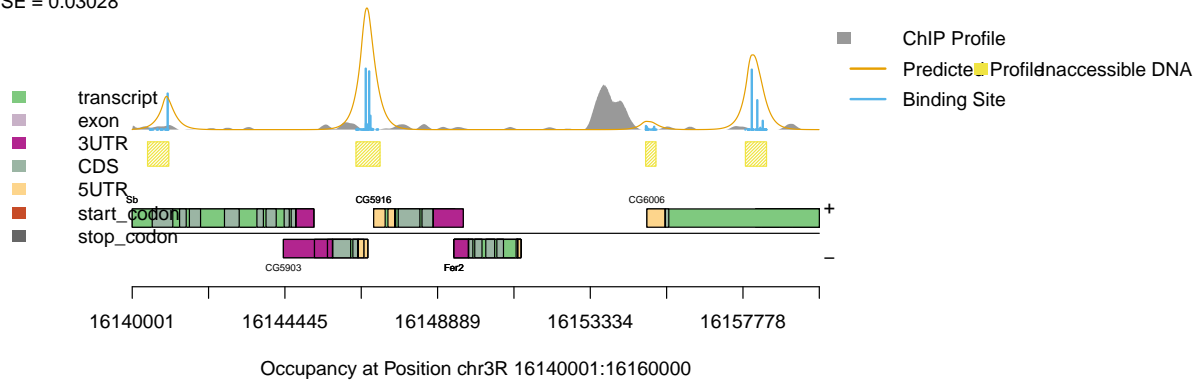 SE = 0.03028
ChIP Profile
Predicted Profile
Inaccessible DNA
Binding Site
transcript
exon
3UTR
CDS
5UTR
start_codon
stop_codon
Sb
CG5916
CG6006
+
CG5903
Fer2
–
16140001 16144445 16148889 16153334 16157778
Occupancy at Position chr3R 16140001:16160000